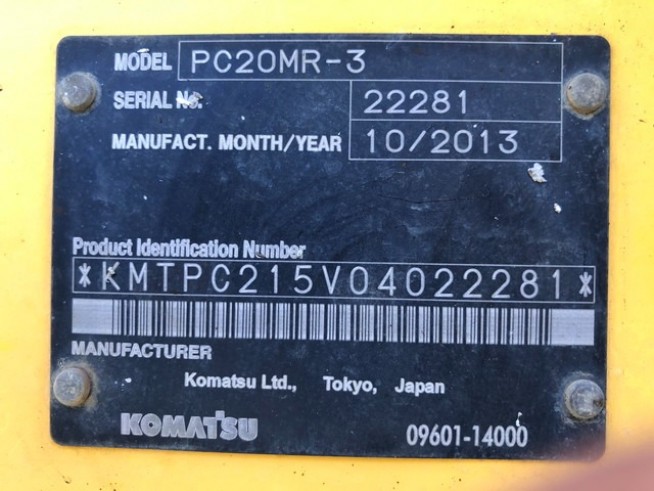 MODEL PC20MR-3
SERIAL No. 22281
MANUFACT. MONTH/YEAR 10/2013
Product Identification Number
*KMTPC215V04022281*
MANUFACTURER
Komatsu Ltd., Tokyo, Japan
KOMATSU
09601-14000